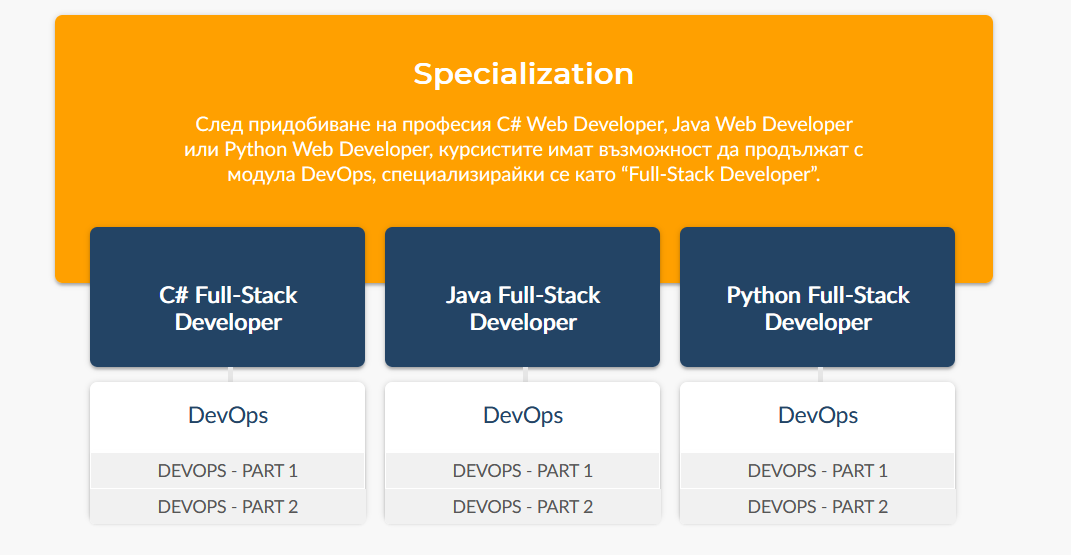 Specialization
След придобиване на професия C# Web Developer, Java Web Developer
или Python Web Developer, курсистите имат възможност да продължат с
модула DevOps, специализирайки се като “Full-Stack Developer”.
C# Full-Stack
Developer
Java Full-Stack
Developer
Python Full-Stack
Developer
DevOps
DEVOPS - PART 1
DEVOPS - PART 2
DevOps
DEVOPS - PART 1
DEVOPS - PART 2
DevOps
DEVOPS - PART 1
DEVOPS - PART 2